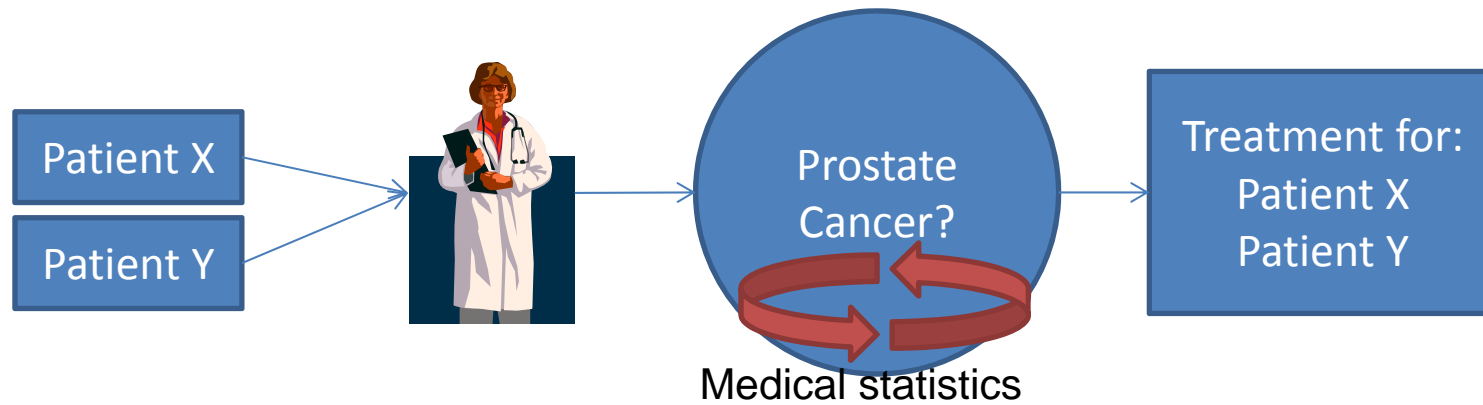 Patient X
Patient Y
Prostate
Cancer?
Medical statistics
Treatment for:
Patient X
Patient Y